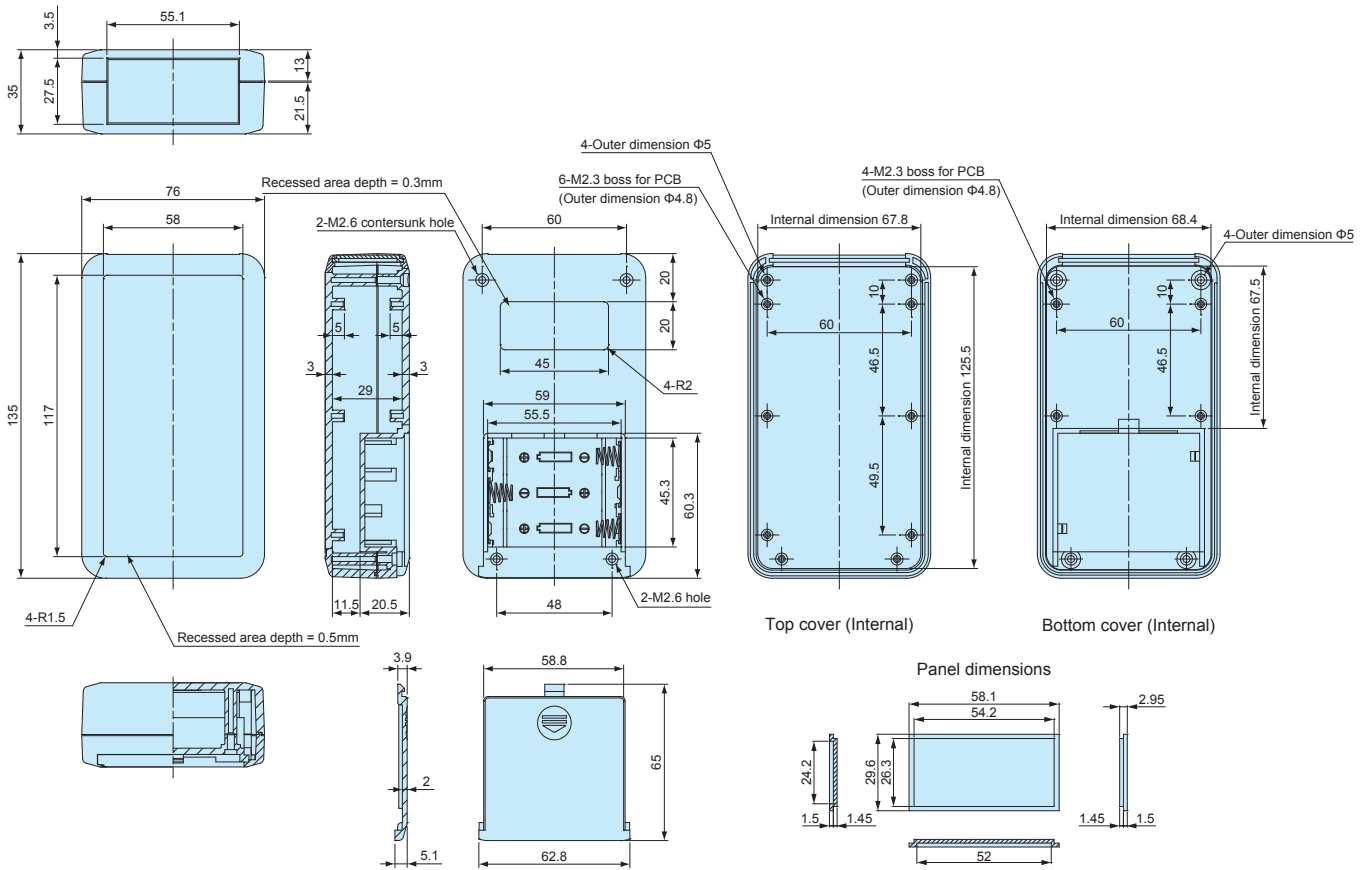 55.1
3.5
35
27.5
13
21.5
76
58
135
117
4-R1.5
Recessed area depth = 0.5mm
Recessed area depth = 0.3mm
2-M2.6 contersunk hole
5
5
3
3
29
11.5
20.5
60
20
20
45
4-R2
59
55.5
45.3
60.3
48
2-M2.6 hole
4-Outer dimension Φ5
6-M2.3 boss for PCB
(Outer dimension Φ4.8)
Internal dimension 67.8
10
60
46.5
49.5
Internal dimension 125.5
Top cover (Internal)
4-M2.3 boss for PCB
(Outer dimension Φ4.8)
Internal dimension 68.4
4-Outer dimension Φ5
10
60
46.5
Internal dimension 67.5
Bottom cover (Internal)
3.9
2
5.1
58.8
65
62.8
Panel dimensions
58.1
54.2
2.95
24.2
29.6
26.3
1.5
1.45
1.45
1.5
52